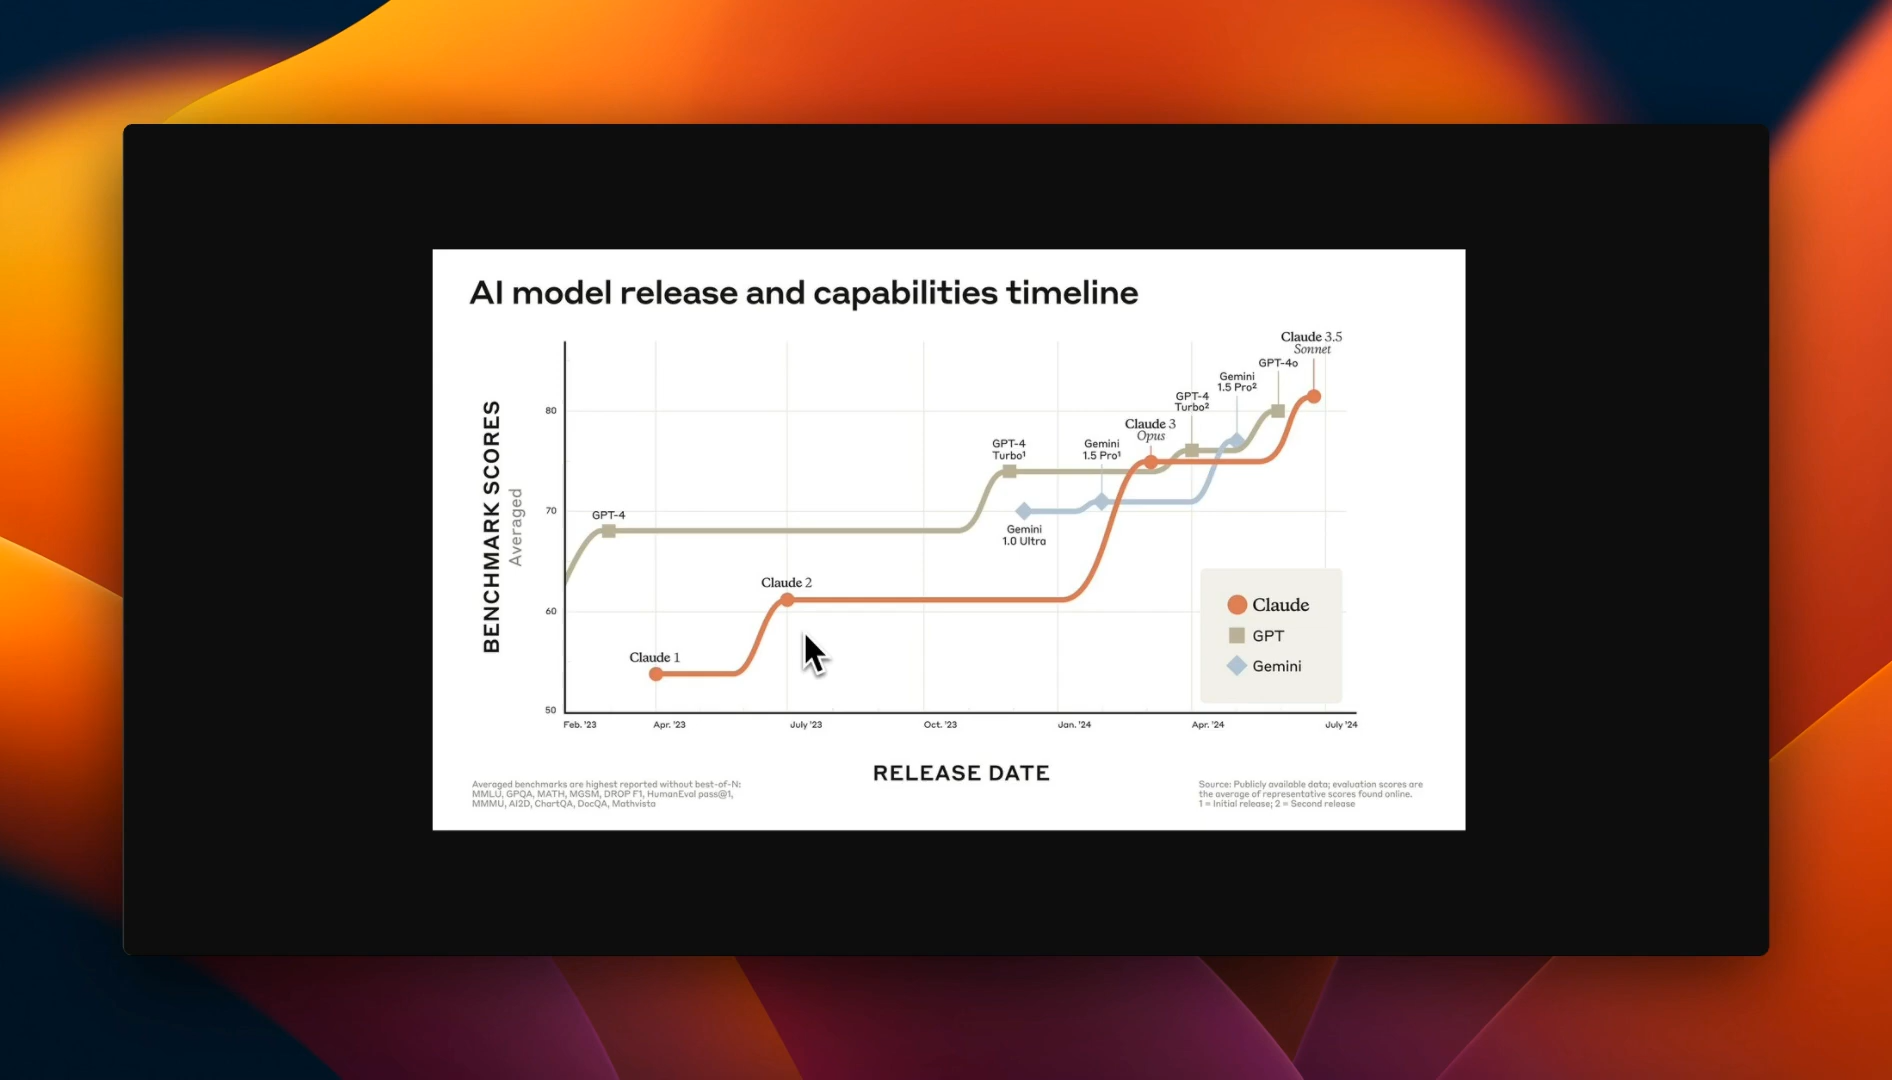 AI model release and capabilities timeline
BENCHMARK SCORES
Averaged
80
70
60
50
Claude 3.5
Sonnet
GPT-4o
Gemini
1.5 Pro²
GPT-4
Turbo²
Claude 3
Opus
Gemini
1.5 Pro¹
GPT-4
Turbo¹
GPT-4
Gemini
1.0 Ultra
Claude 2
Claude 1
Claude
GPT
Gemini
Feb. '23
Apr. '23
July '23
Oct. '23
Jan. '24
Apr. '24
July '24
RELEASE DATE
Averaged benchmarks are highest reported without best-of-N:
MMLU, GPQA, MATH, MGSM, DROP F1, HumanEval pass@1,
MMMU, AI2D, ChartQA, DocQA, Mathvista
Source: Publicly available data; evaluation scores are
the average of representative scores found online.
1 = Initial release; 2 = Second release